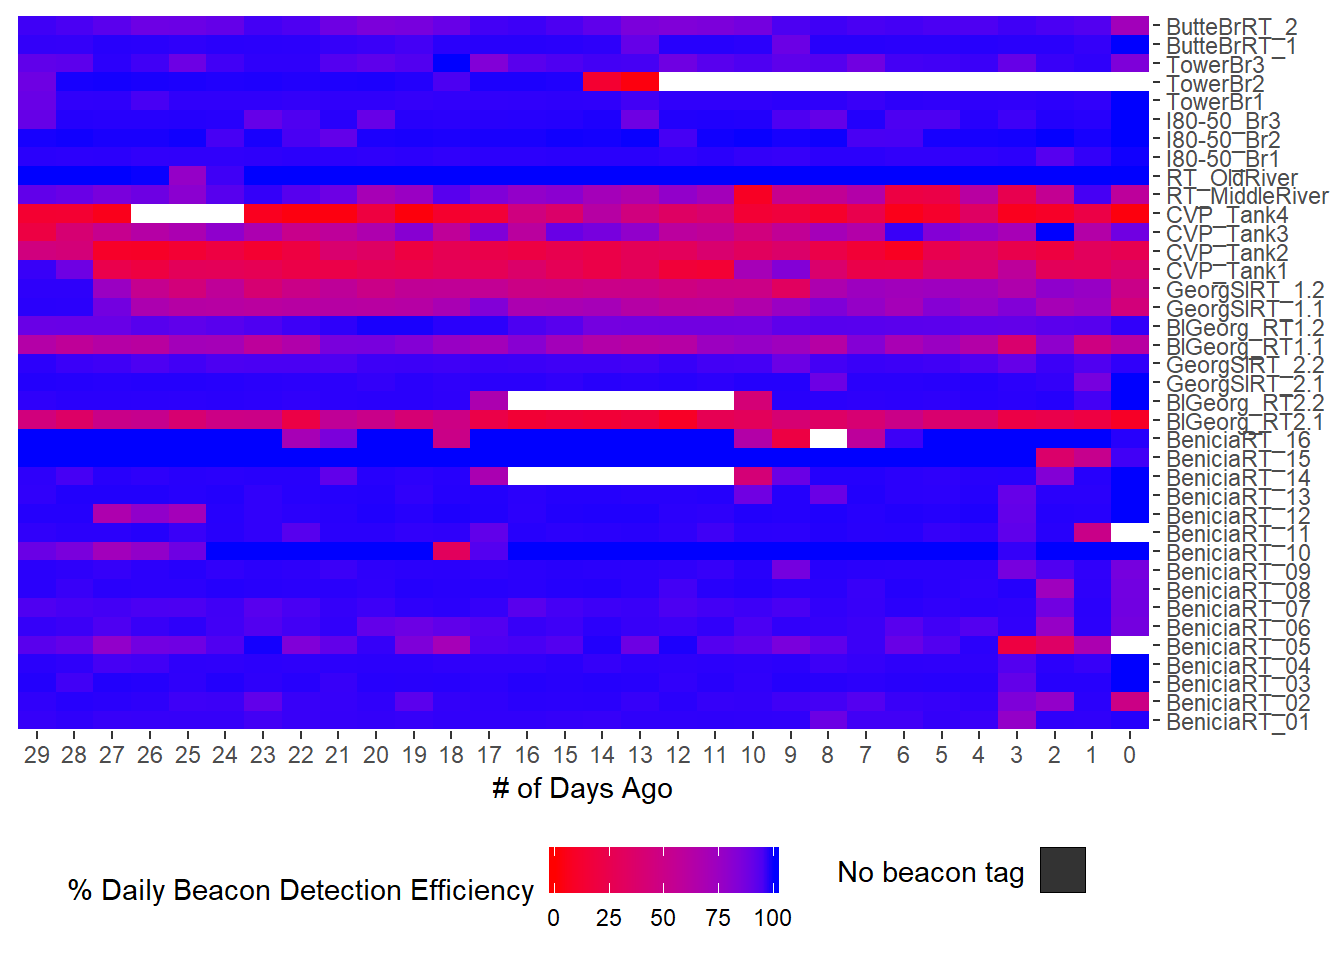 ButteBrRT_2
ButteBrRT_1
TowerBr3
TowerBr2
TowerBr1
I80-50_Br3
I80-50_Br2
I80-50_Br1
RT_OldRiver
RT_MiddleRiver
CVP_Tank4
CVP_Tank3
CVP_Tank2
CVP_Tank1
GeorgSlRT_1.2
GeorgSlRT_1.1
BlGeorg_RT1.2
BlGeorg_RT1.1
GeorgSlRT_2.2
GeorgSlRT_2.1
BlGeorg_RT2.2
BlGeorg_RT2.1
BeniciaRT_16
BeniciaRT_15
BeniciaRT_14
BeniciaRT_13
BeniciaRT_12
BeniciaRT_11
BeniciaRT_10
BeniciaRT_09
BeniciaRT_08
BeniciaRT_07
BeniciaRT_06
BeniciaRT_05
BeniciaRT_04
BeniciaRT_03
BeniciaRT_02
BeniciaRT_01
29 28 27 26 25 24 23 22 21 20 19 18 17 16 15 14 13 12 11 10 9 8 7 6 5 4 3 2 1 0
# of Days Ago
% Daily Beacon Detection Efficiency
0 25 50 75 100
No beacon tag